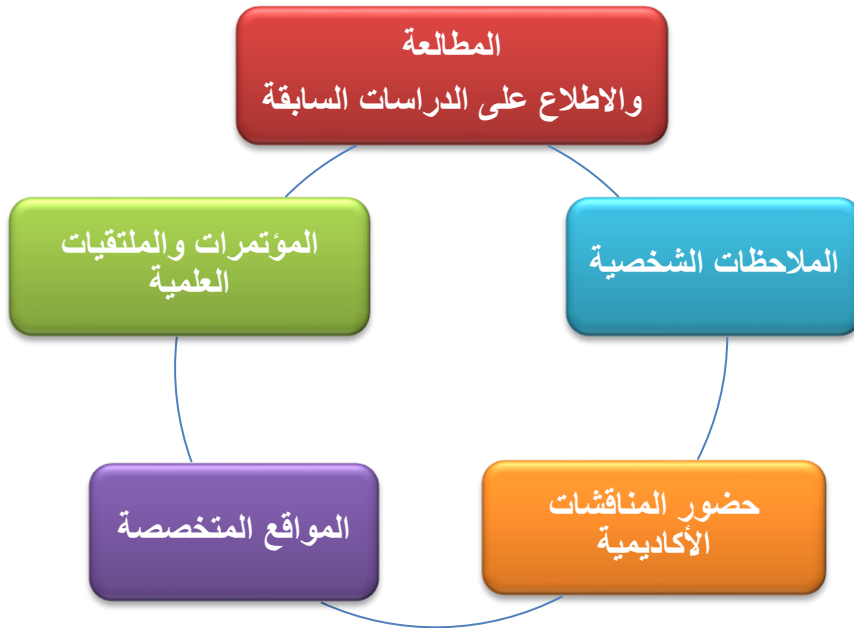 المطالعة
والاطلاع على الدراسات السابقة
الملاحظات الشخصية
حضور المناقشات
الأكاديمية
المواقع المتخصصة
المؤتمرات والملتقيات
العلمية